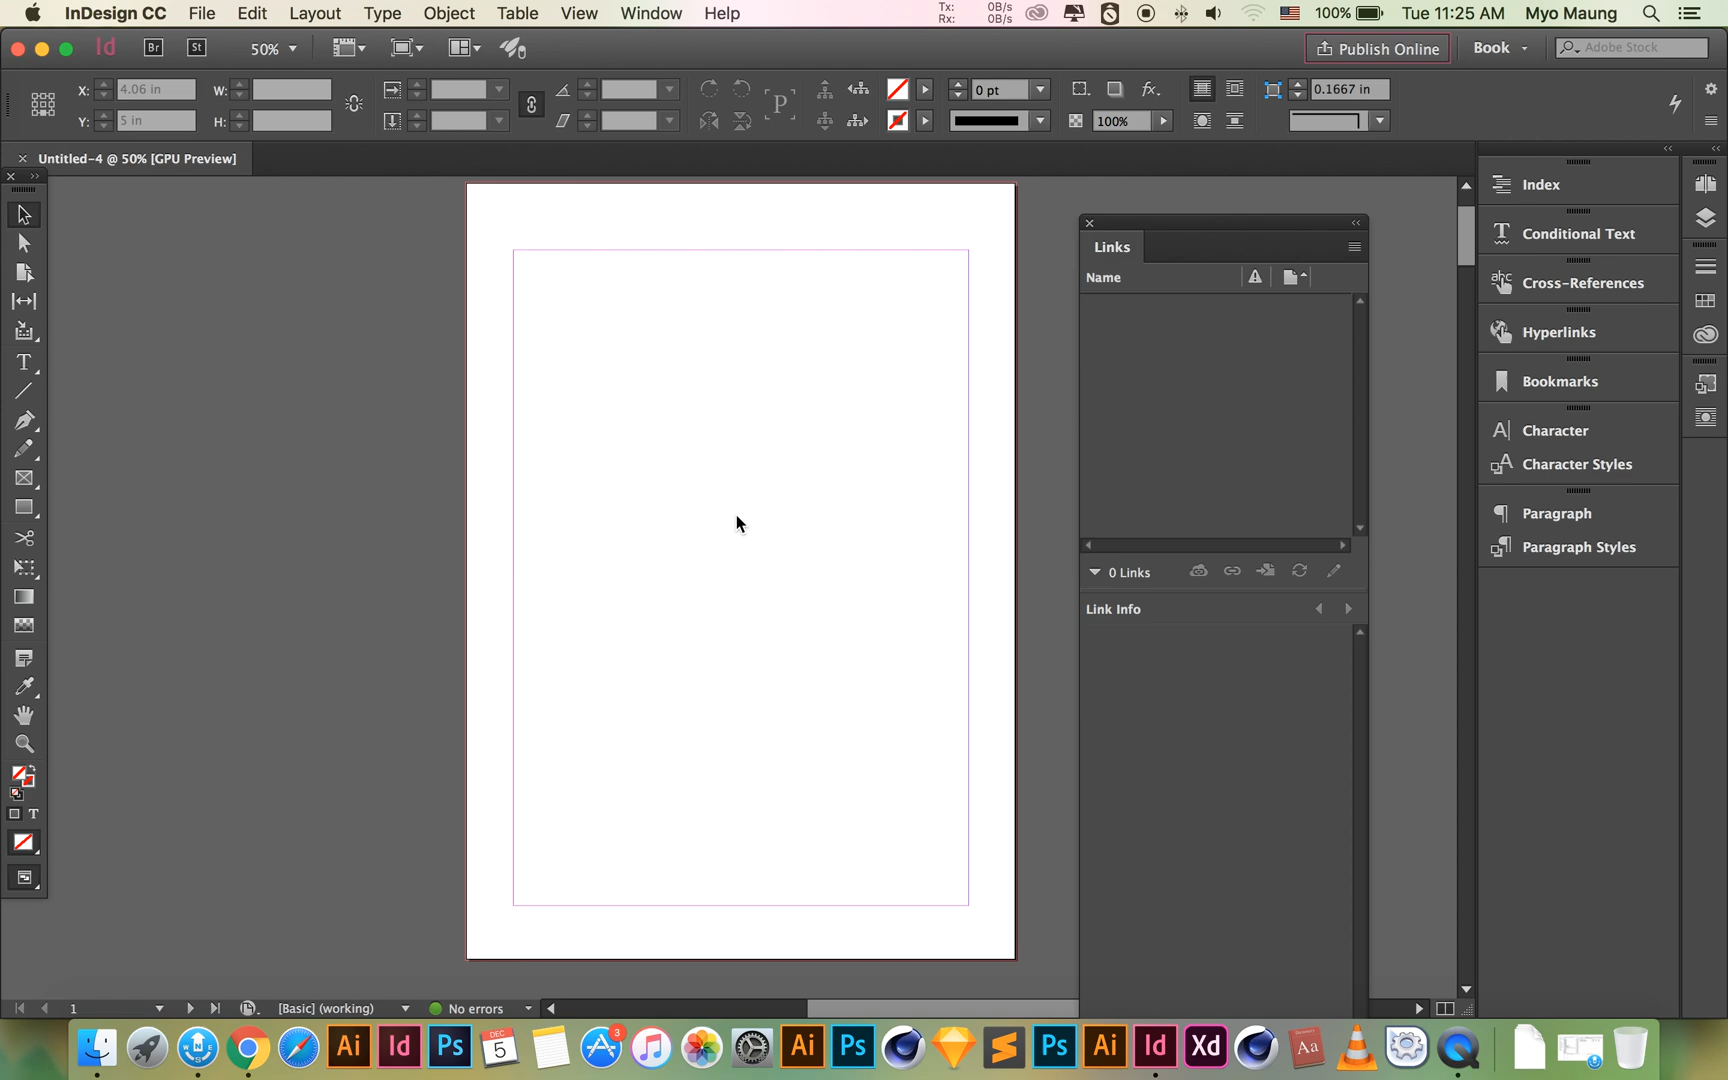 InDesign CC File Edit Layout Type Object Table View Window Help Tx: 0B/s Rx: 0B/s 100% Tue 11:25 AM Myo Maung
Id Br St 50% Publish Online Book Adobe Stock
X: 4.06 in W: 0 pt fx. 0.1667 in
Y: 5 in H: P 100%
Untitled-4 @ 50% [GPU Preview]
Links
Name
0 Links
Link Info
Index
Conditional Text
Cross-References
Hyperlinks
Bookmarks
Character
Character Styles
Paragraph
Paragraph Styles
T
T
1 [Basic] (working) No errors
Ai Id Ps DEC 5 3 Ai Ps Ps Ai Id Xd Aa